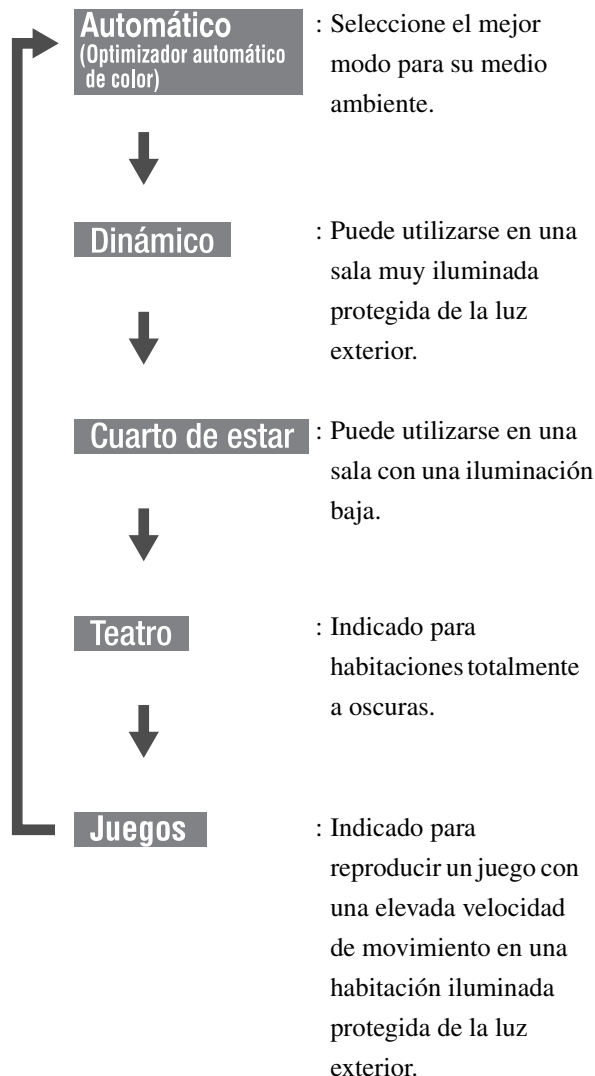 Automático
(Optimizador automático
de color)
: Seleccione el mejor
modo para su medio
ambiente.
Dinámico
: Puede utilizarse en una
sala muy iluminada
protegida de la luz
exterior.
Cuarto de estar
: Puede utilizarse en una
sala con una iluminación
baja.
Teatro
: Indicado para
habitaciones totalmente
a oscuras.
Juegos
: Indicado para
reproducir un juego con
una elevada velocidad
de movimiento en una
habitación iluminada
protegida de la luz
exterior.